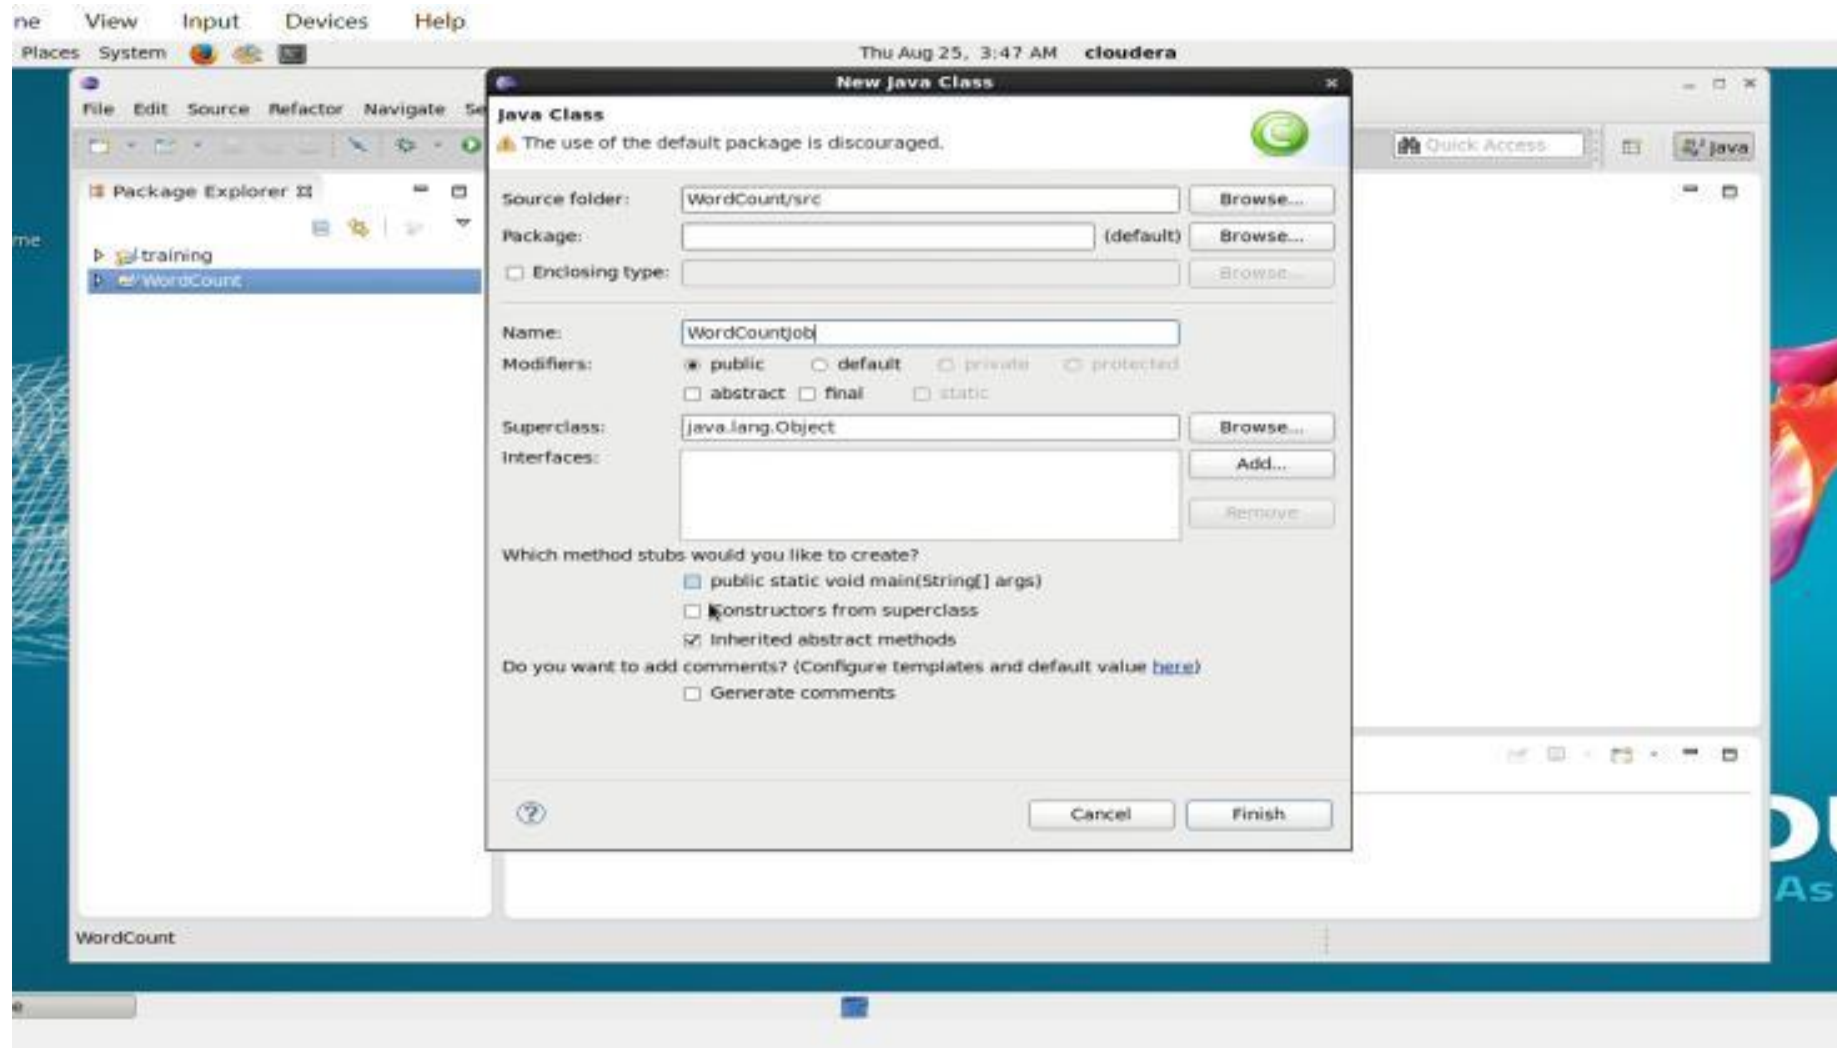 ne View Input Devices Help
Places System Thu Aug 25, 3:47 AM cloudera
New Java Class
File Edit Source Refactor Navigate Se
Java Class
The use of the default package is discouraged.
Quick Access Java
Package Explorer
Source folder: WordCount/src Browse...
Package: (default) Browse...
me
training
Enclosing type: Browse...
WordCount
Name: WordCountJob
Modifiers: public default private protected
abstract final static
Superclass: java.lang.Object Browse...
Interfaces: Add...
Remove
Which method stubs would you like to create?
public static void main(String[] args)
Constructors from superclass
Inherited abstract methods
Do you want to add comments? (Configure templates and default value here)
Generate comments
Cancel Finish
As
WordCount
e